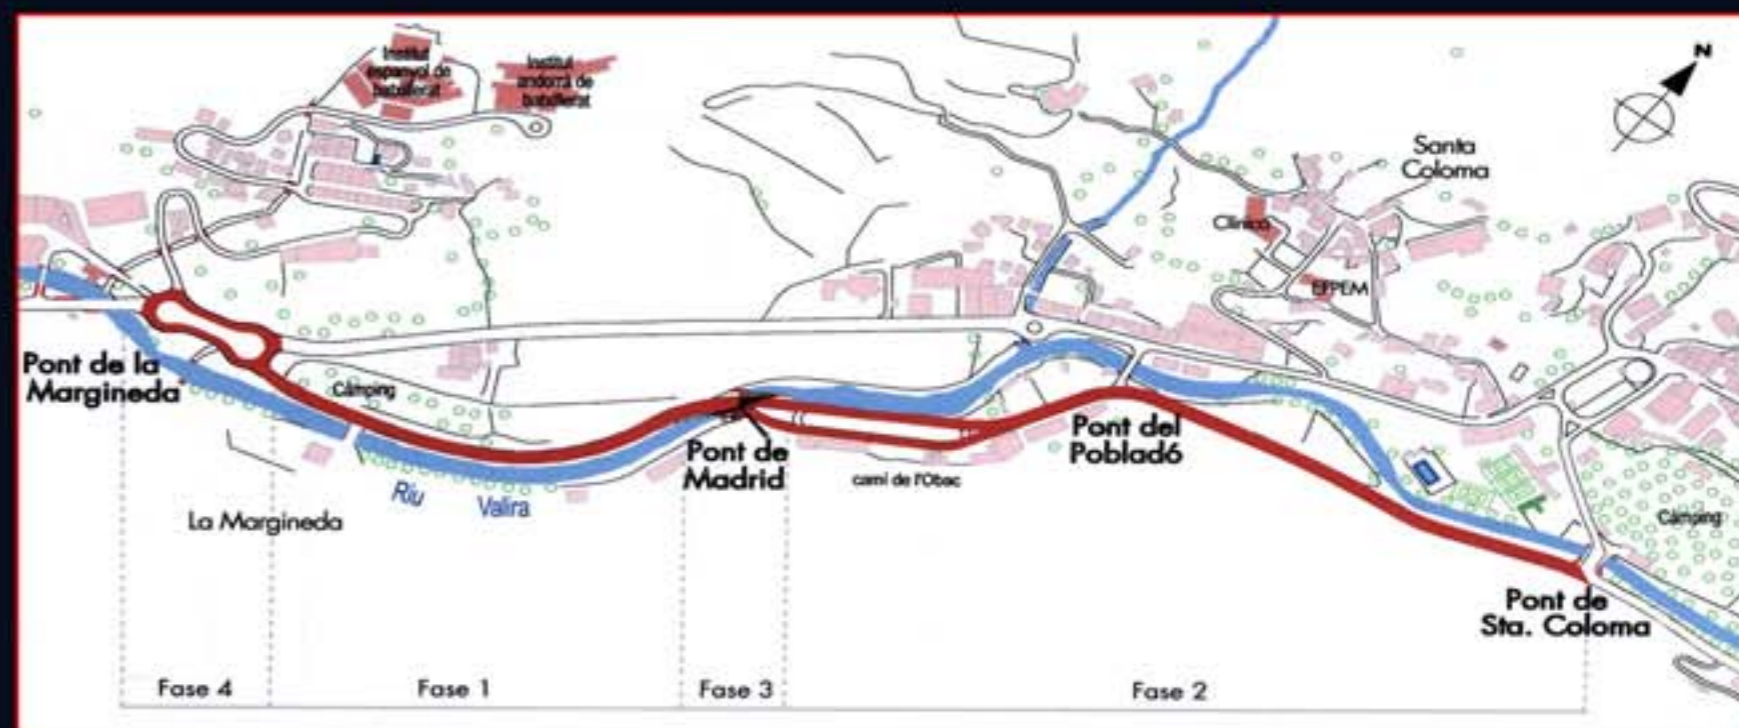 Institut
espanyol de
batxillerat
Institut
andorrà de
batxillerat
N
Santa
Coloma
Clínica
EFPEM
Pont de la
Margineda
Càmping
Pont de
Madrid
camí de l'Obac
Pont del
Poblad6
Riu
Valira
La Margineda
Càmping
Pont de
Sta. Coloma
Fase 4
Fase 1
Fase 3
Fase 2